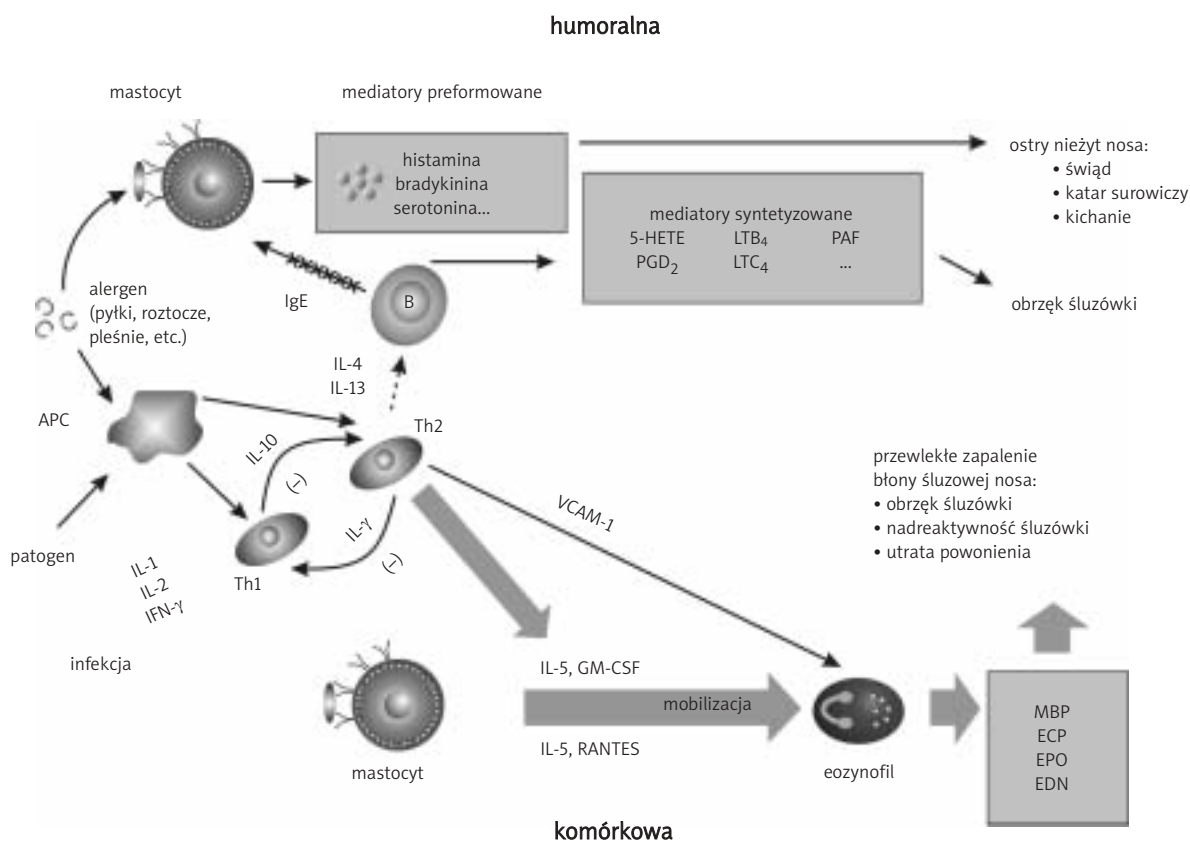 humoralna
mastocyt
mediatory preformowane
histamina
bradykinina
serotonina...
ostry nieżyt nosa:
• świąd
• katar surowiczy
• kichanie
mediatory syntetyzowane
5-HETE LTB4 PAF
PGD2 LTC4 ...
obrzęk śluzówki
alergen
(pyłki, roztocze,
pleśnie, etc.)
IgE
B
IL-4
IL-13
APC
Th2
IL-10
(-)
IL-γ
(-)
VCAM-1
przewlekłe zapalenie
błony śluzowej nosa:
• obrzęk śluzówki
• nadreaktywność śluzówki
• utrata powonienia
patogen
Th1
IL-1
IL-2
IFN-γ
infekcja
IL-5, GM-CSF
mobilizacja
IL-5, RANTES
mastocyt
eozynofil
MBP
ECP
EPO
EDN
komórkowa